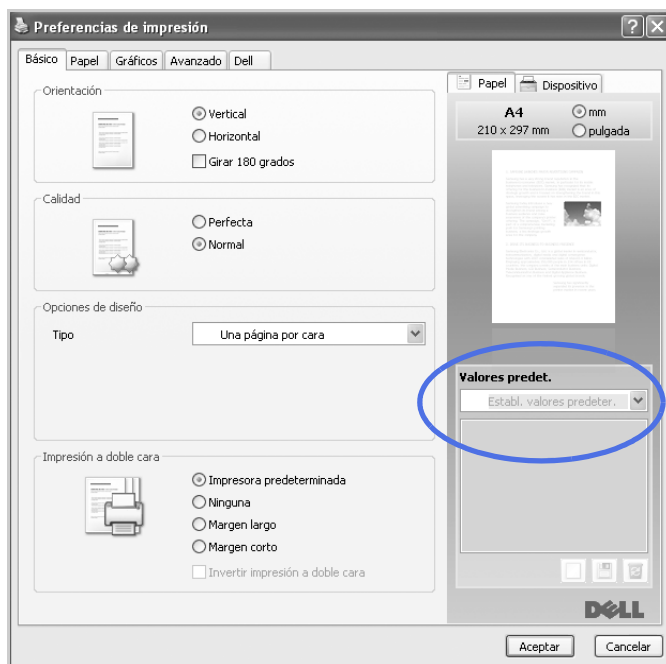 Preferencias de impresión
Básico Papel Gráficos Avanzado Dell
Orientación
Vertical
Horizontal
Girar 180 grados
Calidad
Perfecta
Normal
Opciones de diseño
Tipo
Una página por cara
Impresión a doble cara
Impresora predeterminada
Ninguna
Margen largo
Margen corto
Invertir impresión a doble cara
Papel Dispositivo
A4
210 x 297 mm
mm
pulgada
Valores predet.
Establ. valores predeter.
DELL
Aceptar Cancelar